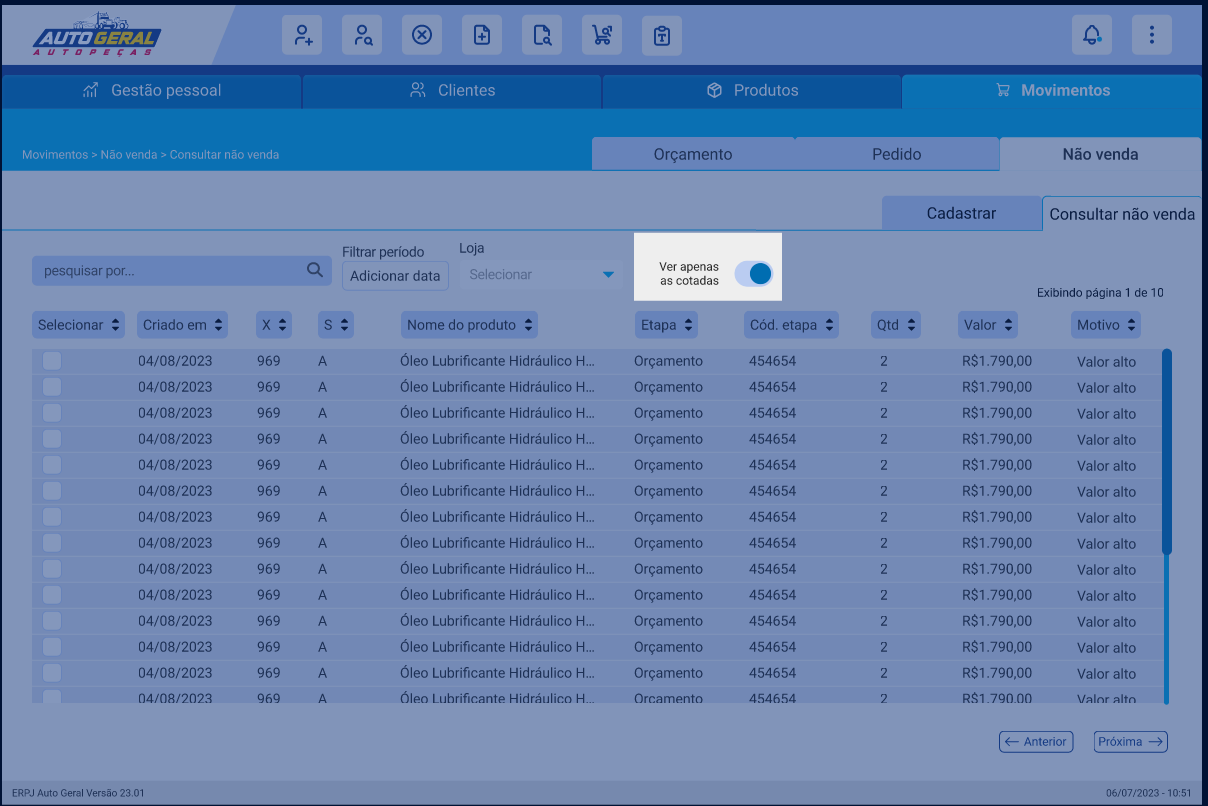 AUTO GERAL
AUTOPEÇAS
Gestão pessoal
Clientes
Produtos
Movimentos
Movimentos > Não venda > Consultar não venda
Orçamento
Pedido
Não venda
Cadastrar
Consultar não venda
pesquisar por...
Filtrar período
Adicionar data
Loja
Selecionar
Ver apenas
as cotadas
Exibindo página 1 de 10
Selecionar Criado em X S Nome do produto Etapa Cód. etapa Qtd Valor Motivo
04/08/2023 969 A Óleo Lubrificante Hidráulico H... Orçamento 454654 2 R$1.790,00 Valor alto
04/08/2023 969 A Óleo Lubrificante Hidráulico H... Orçamento 454654 2 R$1.790,00 Valor alto
04/08/2023 969 A Óleo Lubrificante Hidráulico H... Orçamento 454654 2 R$1.790,00 Valor alto
04/08/2023 969 A Óleo Lubrificante Hidráulico H... Orçamento 454654 2 R$1.790,00 Valor alto
04/08/2023 969 A Óleo Lubrificante Hidráulico H... Orçamento 454654 2 R$1.790,00 Valor alto
04/08/2023 969 A Óleo Lubrificante Hidráulico H... Orçamento 454654 2 R$1.790,00 Valor alto
04/08/2023 969 A Óleo Lubrificante Hidráulico H... Orçamento 454654 2 R$1.790,00 Valor alto
04/08/2023 969 A Óleo Lubrificante Hidráulico H... Orçamento 454654 2 R$1.790,00 Valor alto
04/08/2023 969 A Óleo Lubrificante Hidráulico H... Orçamento 454654 2 R$1.790,00 Valor alto
04/08/2023 969 A Óleo Lubrificante Hidráulico H... Orçamento 454654 2 R$1.790,00 Valor alto
04/08/2023 969 A Óleo Lubrificante Hidráulico H... Orçamento 454654 2 R$1.790,00 Valor alto
04/08/2023 969 A Óleo Lubrificante Hidráulico H... Orçamento 454654 2 R$1.790,00 Valor alto
04/08/2023 969 A Óleo Lubrificante Hidráulico H... Orçamento 454654 2 R$1.790,00 Valor alto
04/08/2023 969 A Óleo Lubrificante Hidráulico H... Orçamento 454654 2 R$1.790,00 Valor alto
← Anterior
Próxima →
ERPJ Auto Geral Versão 23.01
06/07/2023 - 10:51